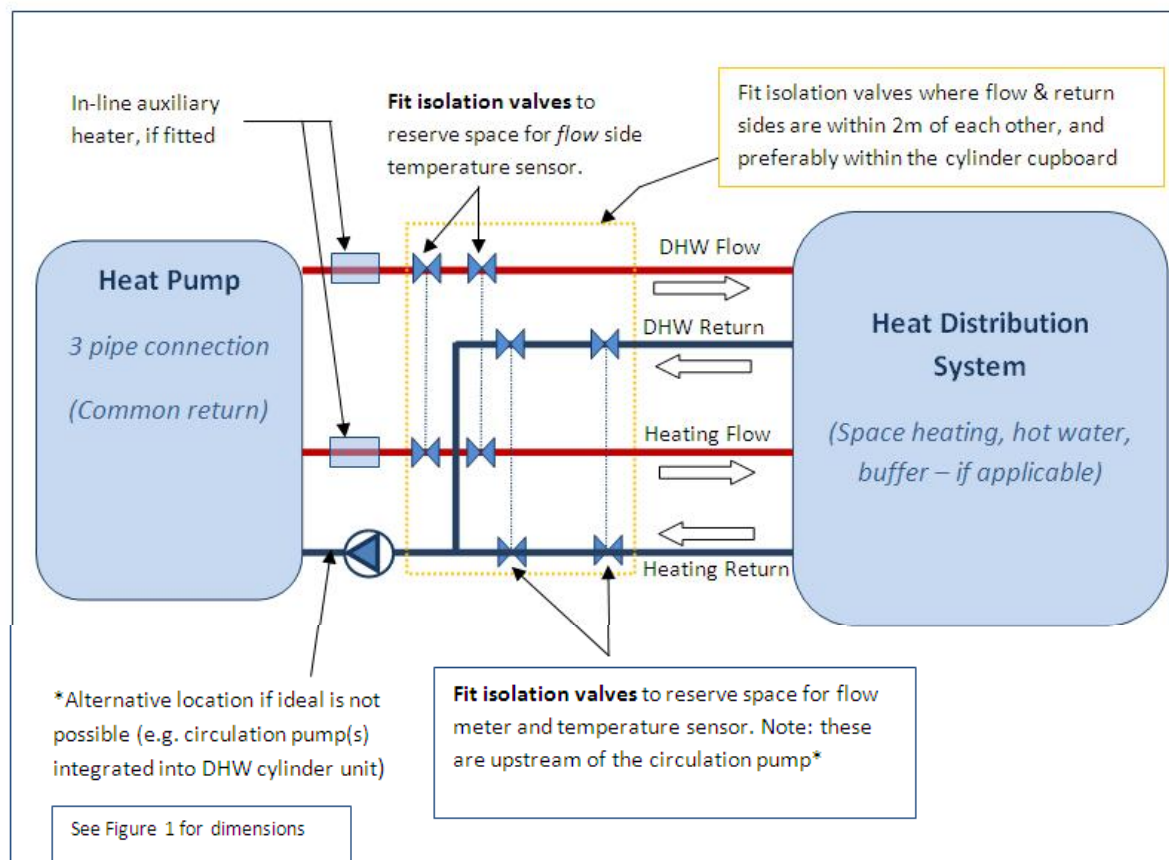 In-line auxiliary
heater, if fitted
Fit isolation valves to
reserve space for flow side
temperature sensor.
Fit isolation valves where flow & return
sides are within 2m of each other, and
preferably within the cylinder cupboard
Heat Pump
3 pipe connection
(Common return)
DHW Flow
DHW Return
Heating Flow
Heating Return
Heat Distribution
System
(Space heating, hot water,
buffer – if applicable)
*Alternative location if ideal is not
possible (e.g. circulation pump(s)
integrated into DHW cylinder unit)
Fit isolation valves to reserve space for flow
meter and temperature sensor. Note: these
are upstream of the circulation pump*
See Figure 1 for dimensions